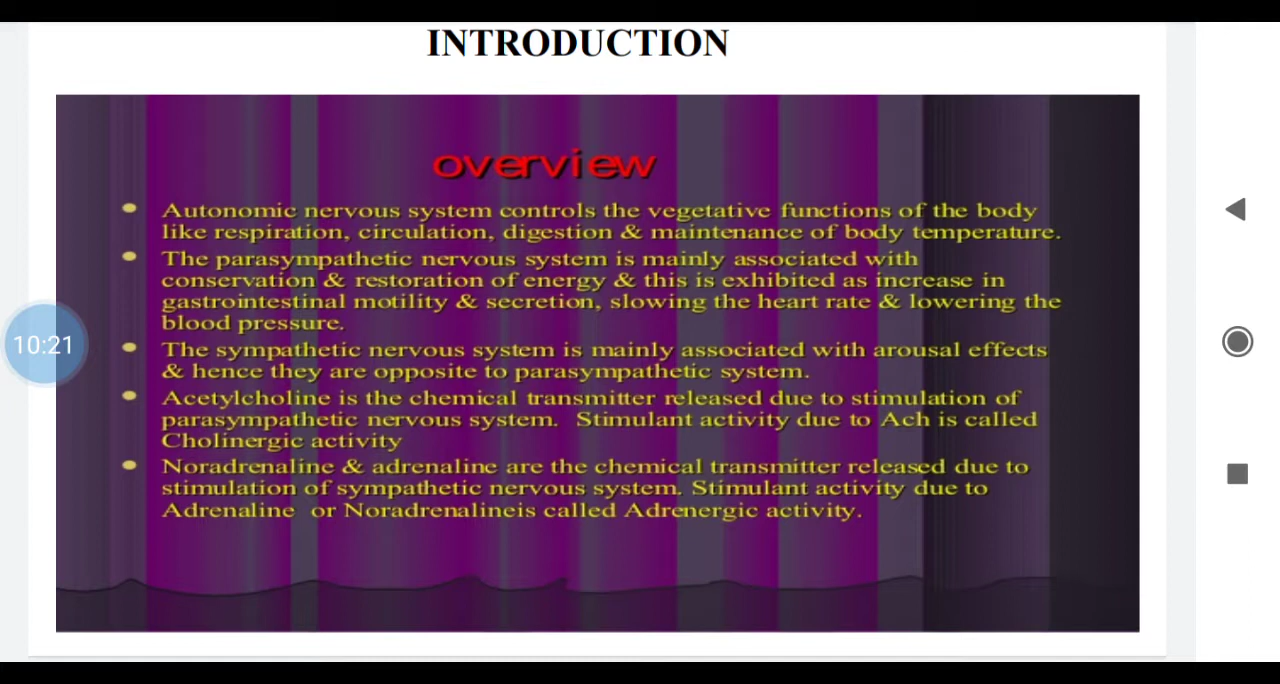 INTRODUCTION
overview
Autonomic nervous system controls the vegetative functions of the body
like respiration, circulation, digestion & maintenance of body temperature.
The parasympathetic nervous system is mainly associated with
conservation & restoration of energy & this is exhibited as increase in
gastrointestinal motility & secretion, slowing the heart rate & lowering the
blood pressure.
The sympathetic nervous system is mainly associated with arousal effects
& hence they are opposite to parasympathetic system.
Acetylcholine is the chemical transmitter released due to stimulation of
parasympathetic nervous system. Stimulant activity due to Ach is called
Cholinergic activity
Noradrenaline & adrenaline are the chemical transmitter released due to
stimulation of sympathetic nervous system. Stimulant activity due to
Adrenaline or Noradrenalineis called Adrenergic activity.
10:21